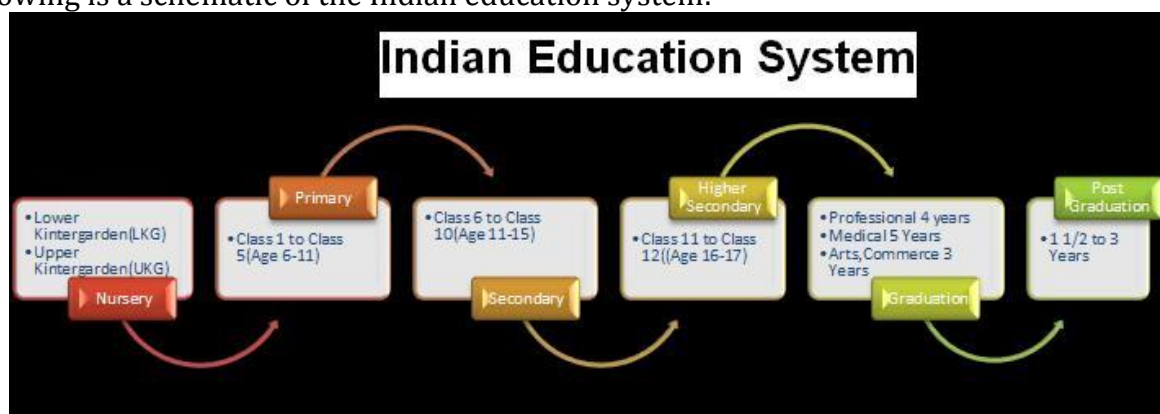 owing is a schematic of the Indian education system:
Indian Education System
• Lower
Kintergarden(LKG)
• Upper
Kintergarden(UKG)
Nursery
Primary
• Class 1 to Class
5(Age 6-11)
• Class 6 to Class
10(Age 11-15)
Secondary
Higher
Secondary
• Class 11 to Class
12((Age 16-17)
• Professional 4 years
• Medical 5 Years
• Arts,Commerce 3
Years
Graduation
Post
Graduation
• 1 1/2 to 3
Years